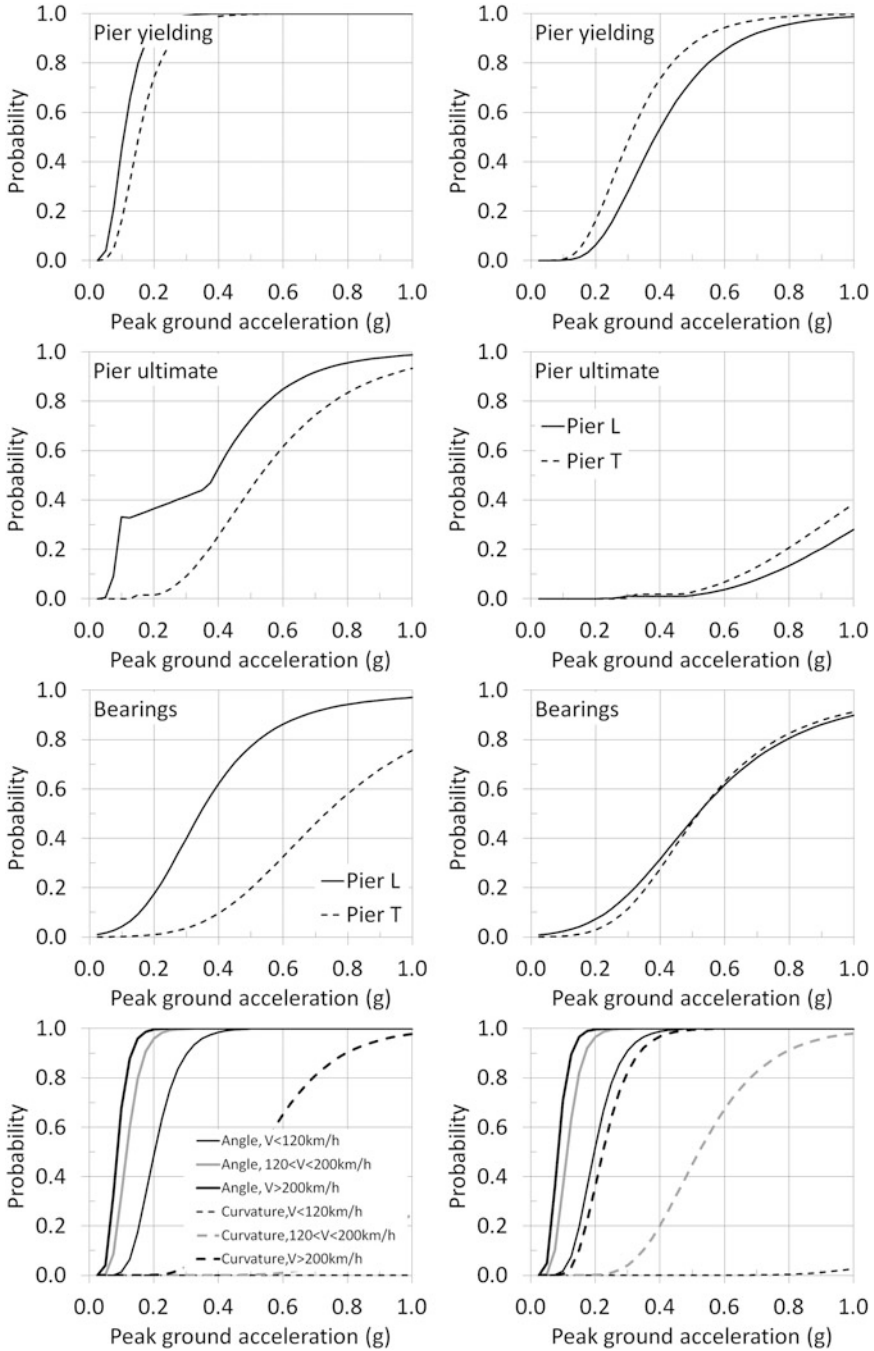 Pier yielding
Probability
1.0
0.8
0.6
0.4
0.2
0.0
0.0 0.2 0.4 0.6 0.8 1.0
Peak ground acceleration (g)
Pier yielding
Probability
1.0
0.8
0.6
0.4
0.2
0.0
0.0 0.2 0.4 0.6 0.8 1.0
Peak ground acceleration (g)
Pier ultimate
Probability
1.0
0.8
0.6
0.4
0.2
0.0
0.0 0.2 0.4 0.6 0.8 1.0
Peak ground acceleration (g)
Pier ultimate
Pier L
Pier T
Probability
1.0
0.8
0.6
0.4
0.2
0.0
0.0 0.2 0.4 0.6 0.8 1.0
Peak ground acceleration (g)
Bearings
Pier L
Pier T
Probability
1.0
0.8
0.6
0.4
0.2
0.0
0.0 0.2 0.4 0.6 0.8 1.0
Peak ground acceleration (g)
Bearings
Probability
1.0
0.8
0.6
0.4
0.2
0.0
0.0 0.2 0.4 0.6 0.8 1.0
Peak ground acceleration (g)
Probability
1.0
0.8
0.6
0.4
0.2
0.0
Angle, V<120km/h
Angle, 120<V<200km/h
Angle, V>200km/h
Curvature,V<120km/h
Curvature, 120<V<200km/h
Curvature, V>200km/h
0.0 0.2 0.4 0.6 0.8 1.0
Peak ground acceleration (g)
Probability
1.0
0.8
0.6
0.4
0.2
0.0
0.0 0.2 0.4 0.6 0.8 1.0
Peak ground acceleration (g)